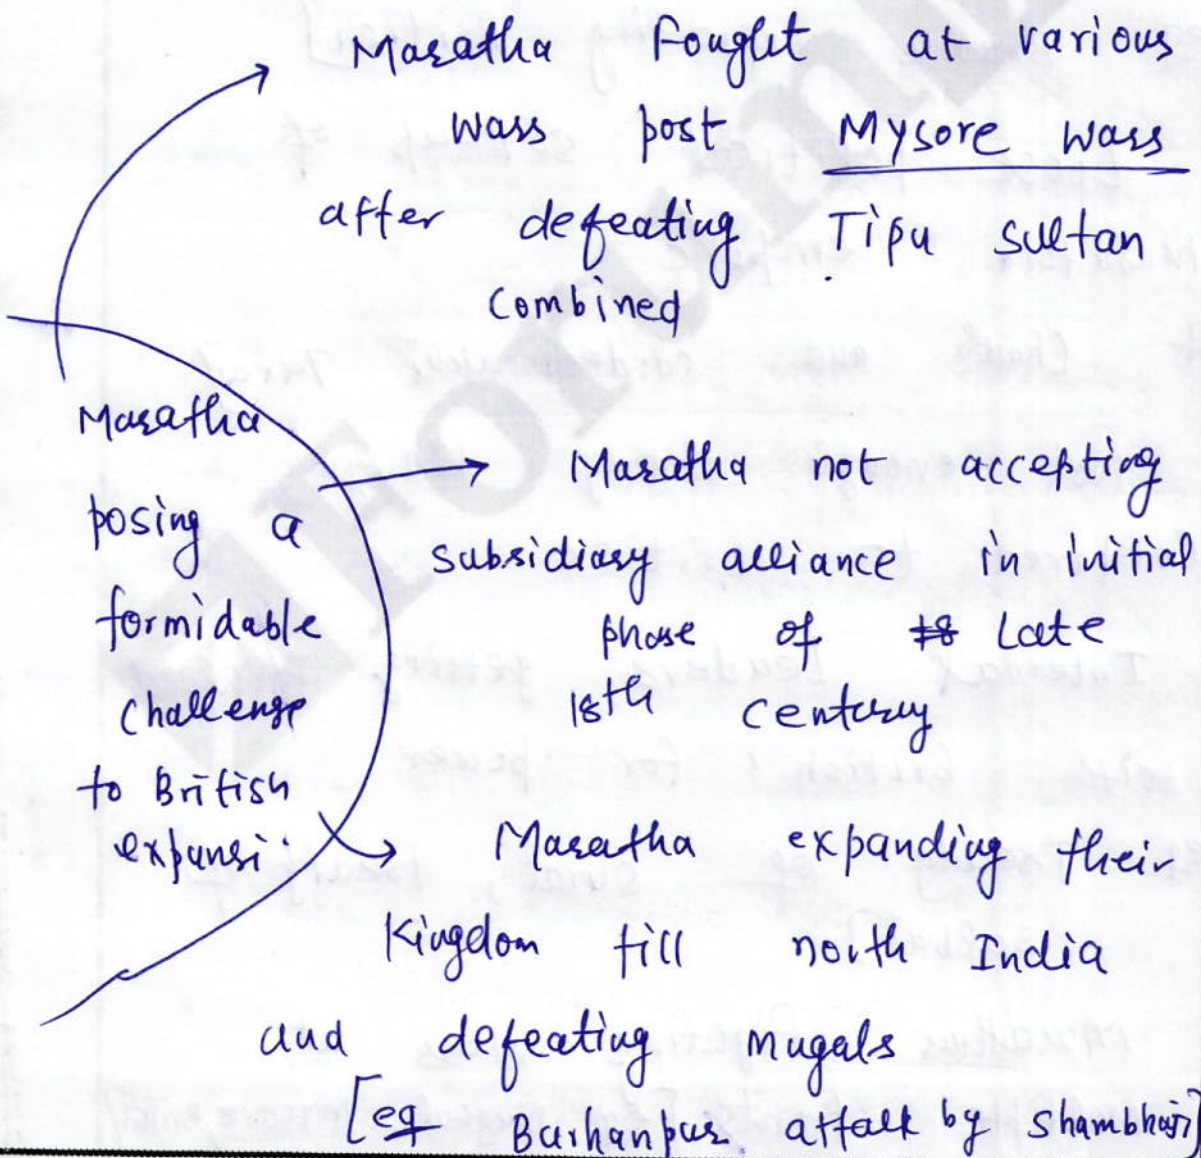 Maratha Fought at various
wars post Mysore wars
after defeating Tipu sultan
combined
Maratha
posing a
formidable
challenge
to British
expansi
Maratha not accepting
subsidiary alliance in initial
phase of 18 Late
18th century
Maratha expanding their
Kingdom till north India
and defeating mugals
[eg Burhanpur attack by Shambhaji]
Forum